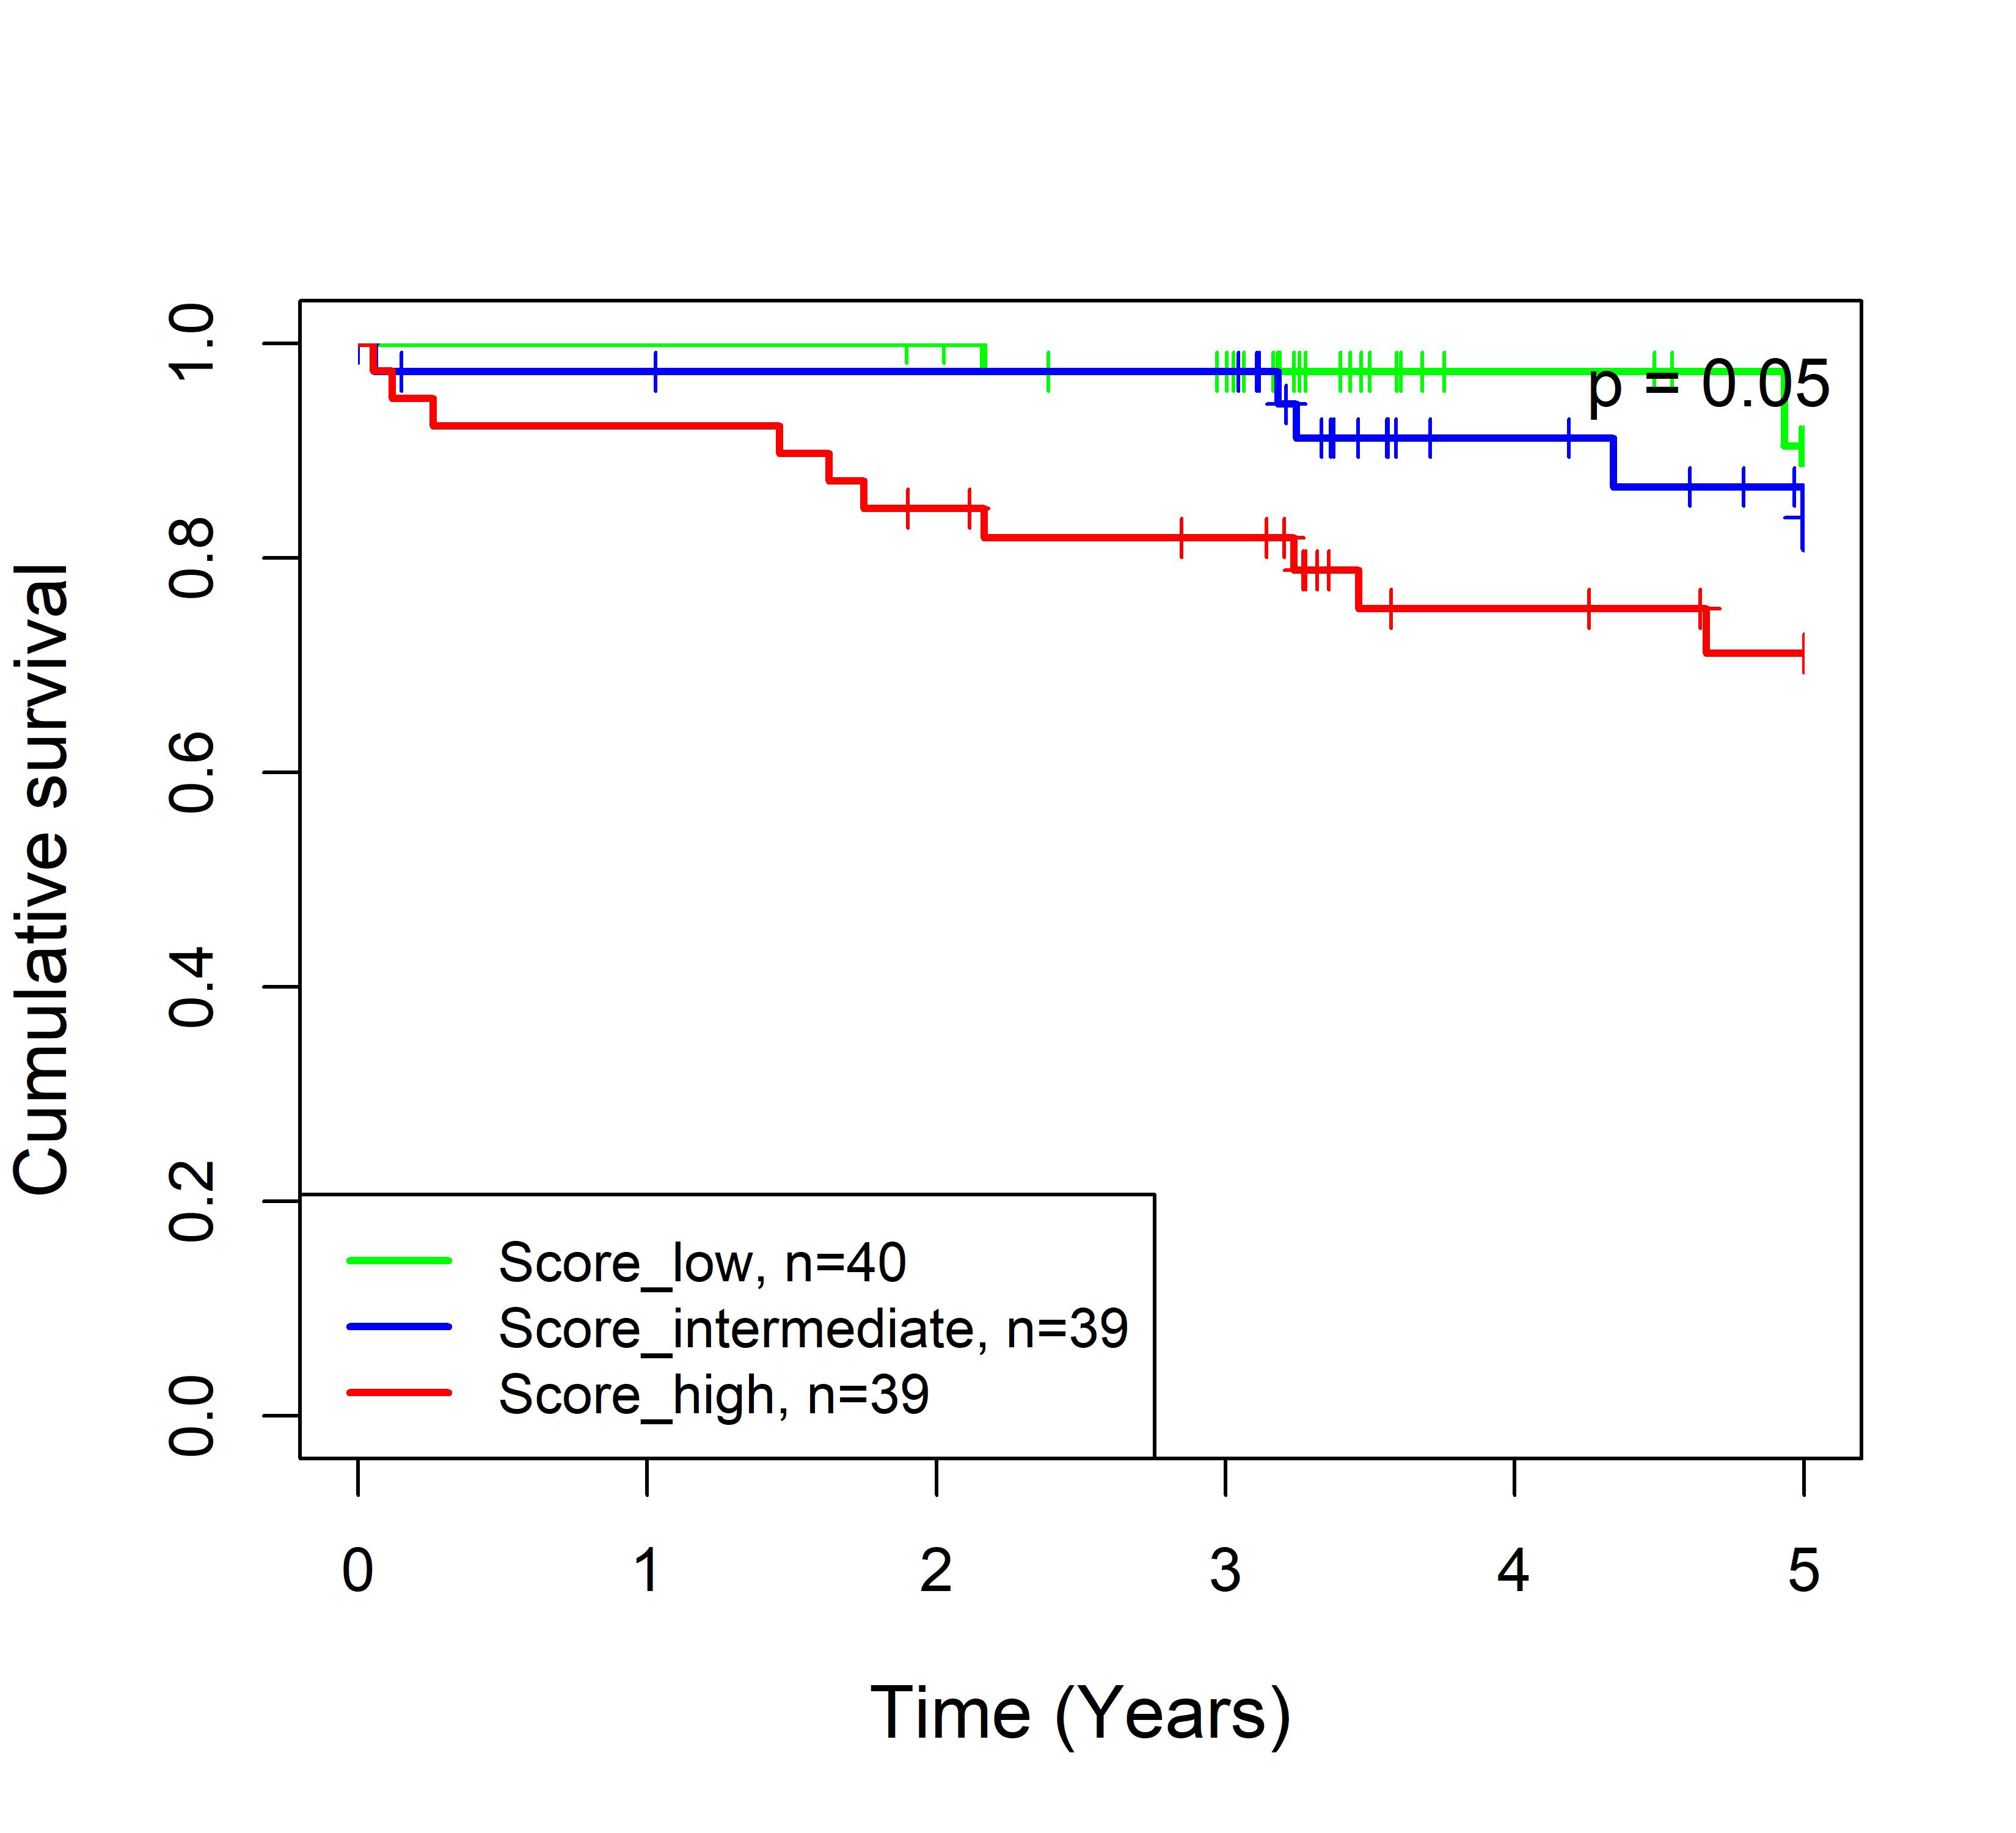 p = 0.05
Cumulative survival
1.0
0.8
0.6
0.4
0.2
0.0
Score_low, n=40
Score_intermediate, n=39
Score_high, n=39
0 1 2 3 4 5
Time (Years)